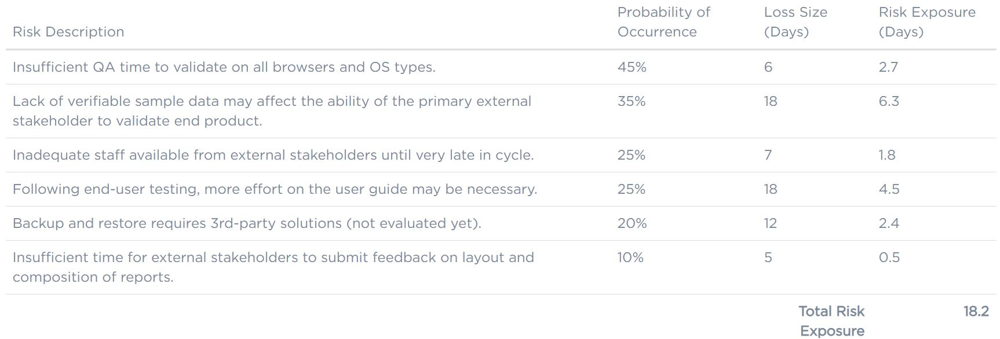 Risk Description Probability of Occurrence Loss Size (Days) Risk Exposure (Days)
Insufficient QA time to validate on all browsers and OS types. 45% 6 2.7
Lack of verifiable sample data may affect the ability of the primary external 35% 18 6.3
stakeholder to validate end product.
Inadequate staff available from external stakeholders until very late in cycle. 25% 7 1.8
Following end-user testing, more effort on the user guide may be necessary. 25% 18 4.5
Backup and restore requires 3rd-party solutions (not evaluated yet). 20% 12 2.4
Insufficient time for external stakeholders to submit feedback on layout and 10% 5 0.5
composition of reports.
Total Risk 18.2
Exposure